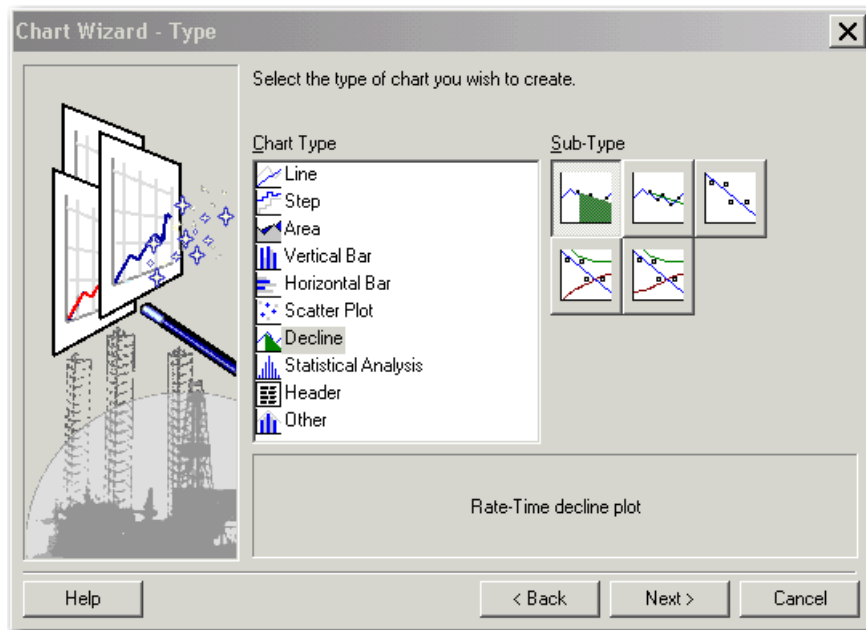 Chart Wizard - Type
Select the type of chart you wish to create.
Chart Type
Line
Step
Area
Vertical Bar
Horizontal Bar
Scatter Plot
Decline
Statistical Analysis
Header
Other
Sub-Type
Rate-Time decline plot
Help
< Back
Next >
Cancel